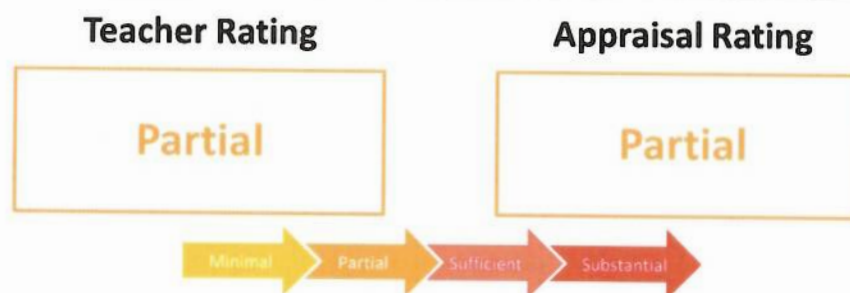 Teacher Rating
Appraisal Rating
Partial
Partial
Minimal
Partial
Sufficient
Substantial